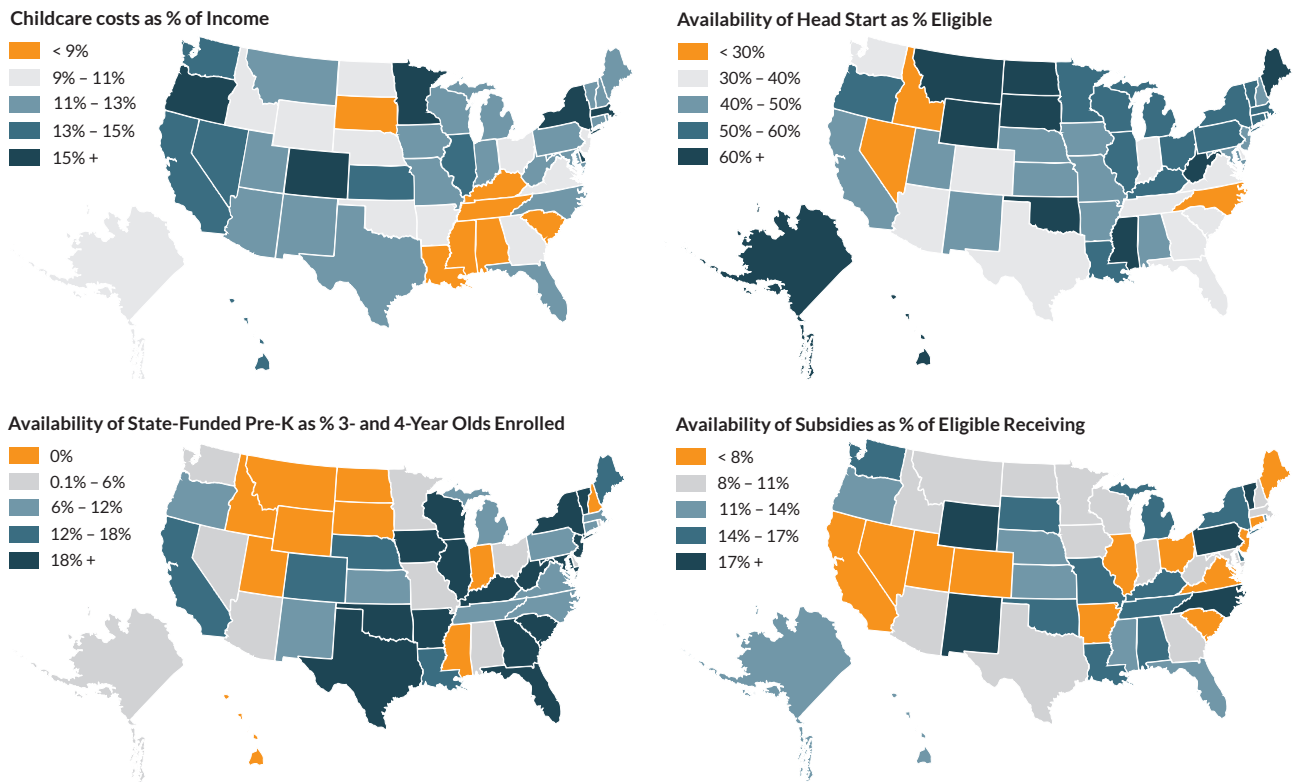 Childcare costs as % of Income
< 9%
9% – 11%
11% – 13%
13% – 15%
15% +
Availability of Head Start as % Eligible
< 30%
30% – 40%
40% – 50%
50% – 60%
60% +
Availability of State-Funded Pre-K as % 3- and 4-Year Olds Enrolled
0%
0.1% – 6%
6% – 12%
12% – 18%
18% +
Availability of Subsidies as % of Eligible Receiving
< 8%
8% – 11%
11% – 14%
14% – 17%
17% +